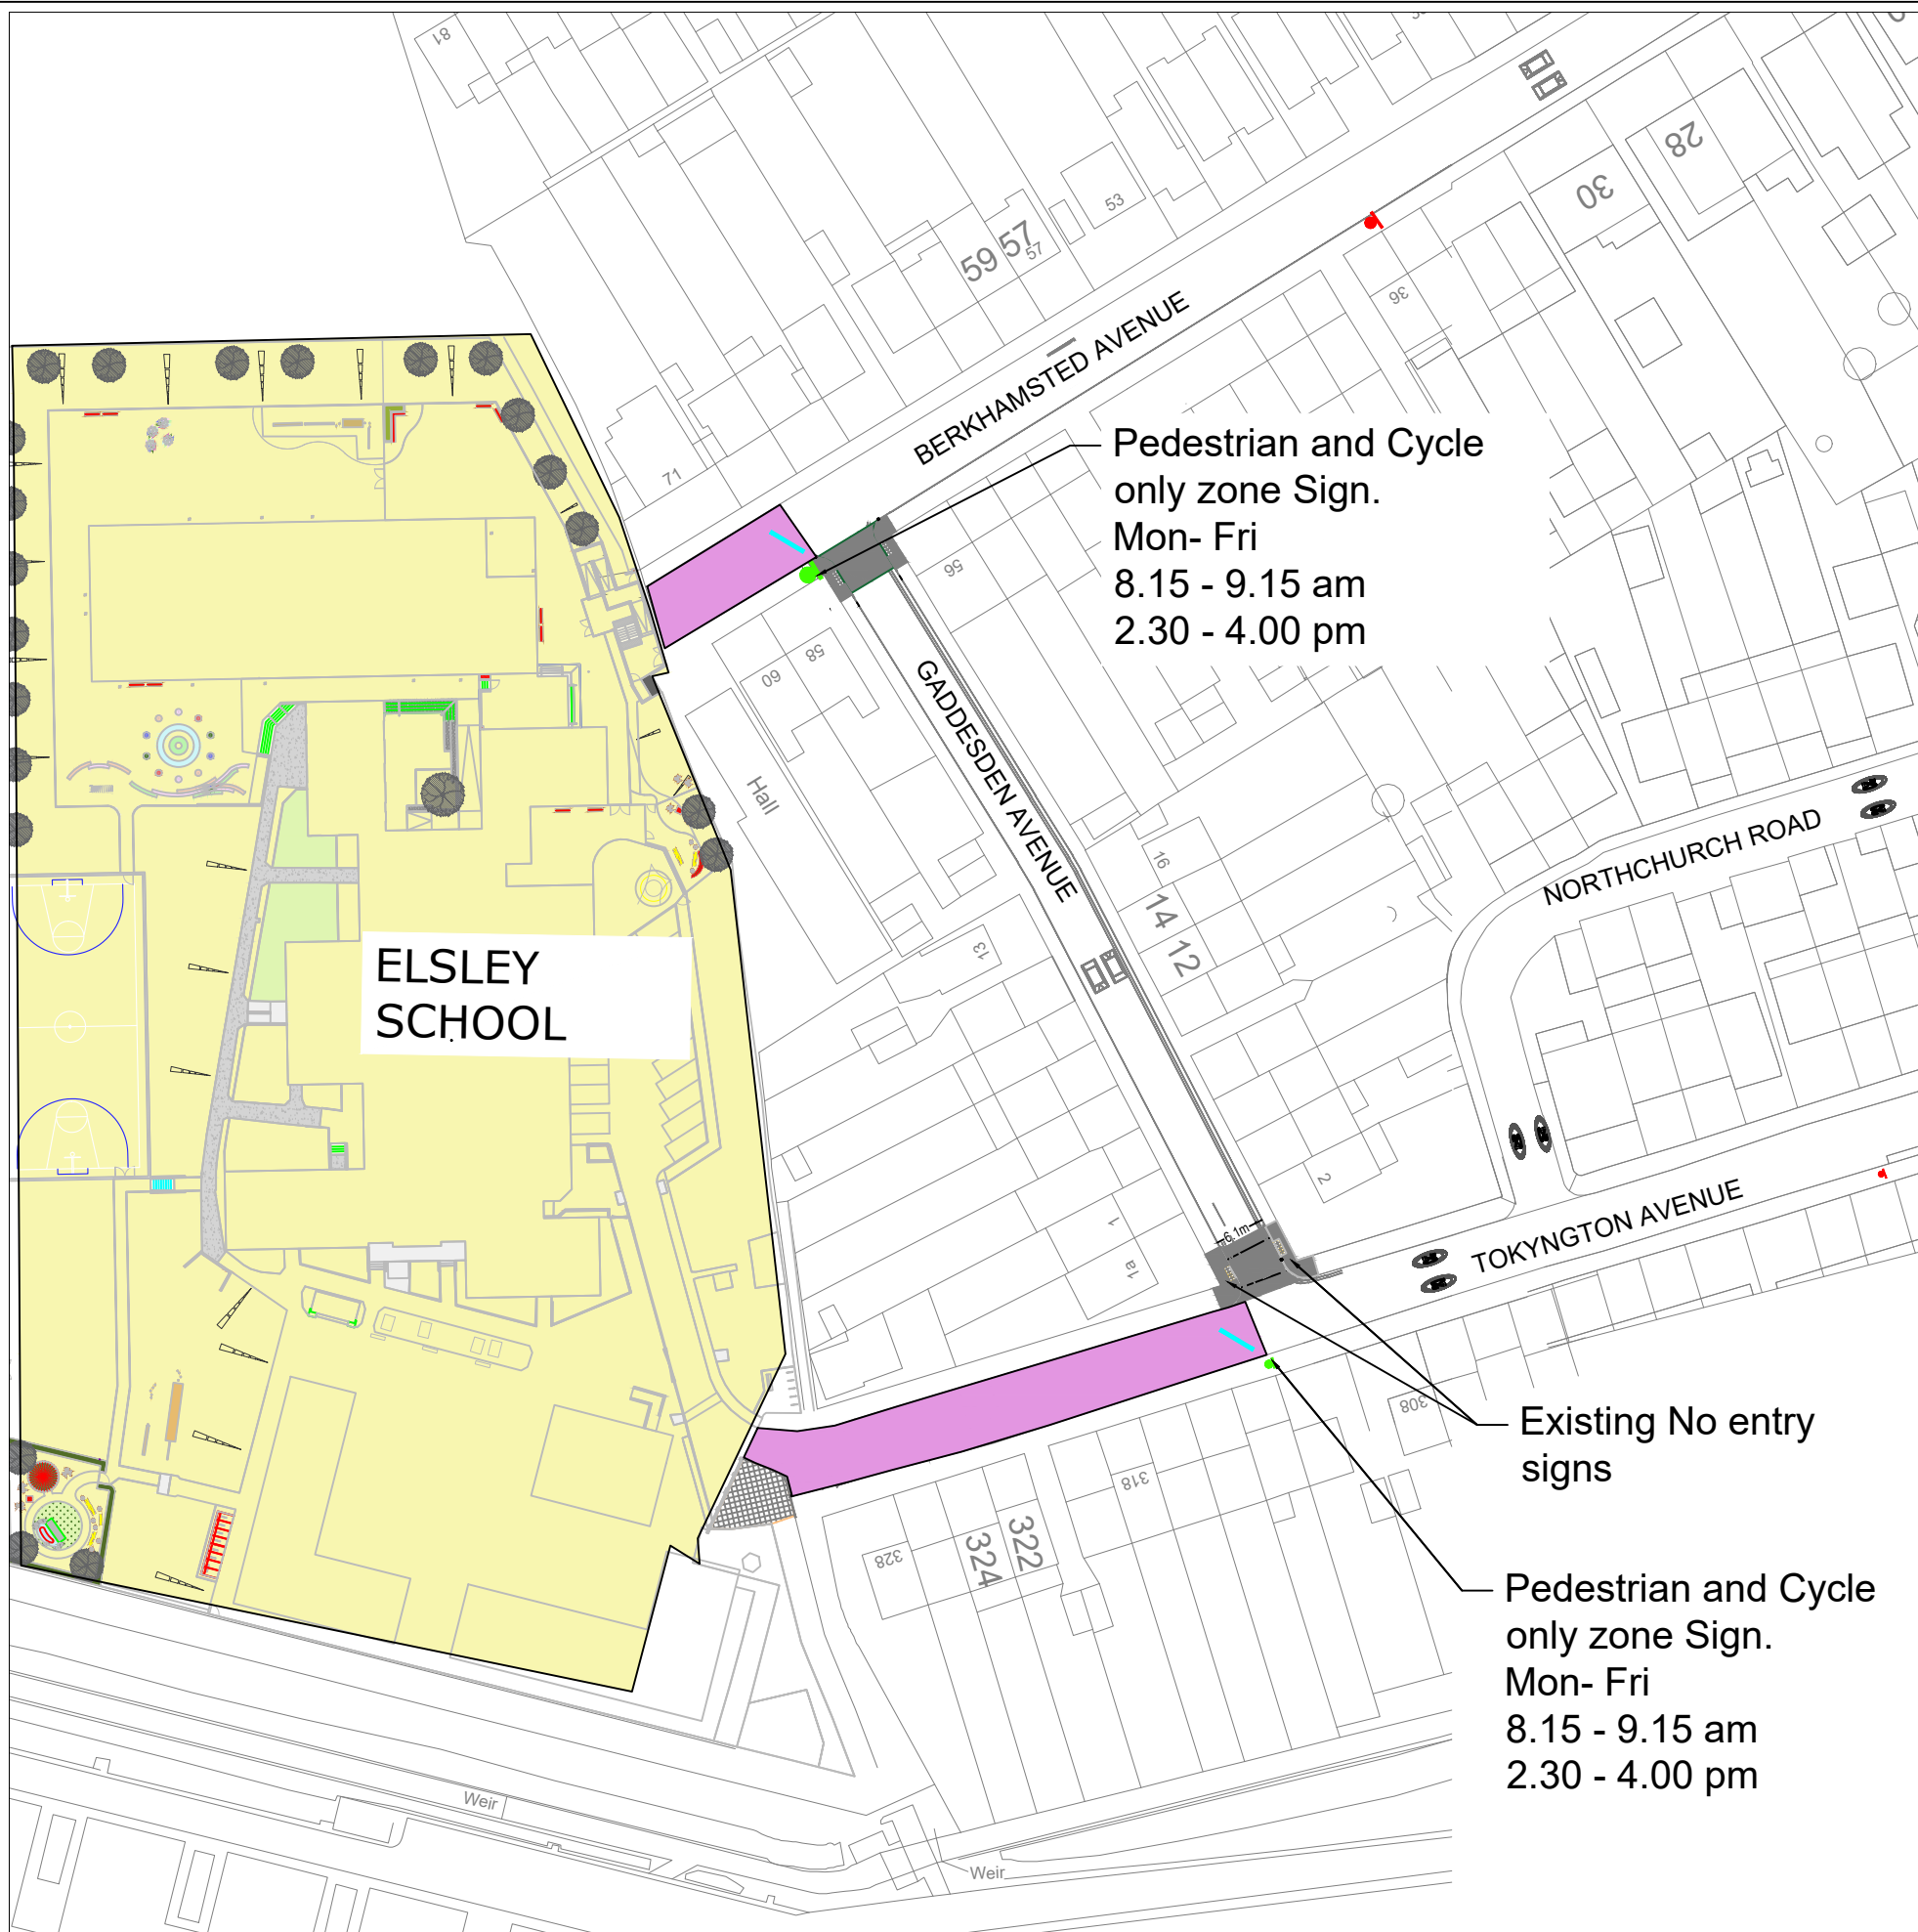 81
28
30
53
59 57
57
36
BERKHAMSTED AVENUE
71
Pedestrian and Cycle
only zone Sign.
Mon- Fri
8.15 - 9.15 am
2.30 - 4.00 pm
56
58
60
GADDESDEN AVENUE
Hall
NORTHCHURCH ROAD
16
14
12
13
ELSLEY
SCHOOL
2
TOKYNGTON AVENUE
1
6.1m
1a
308
Existing No entry
signs
318
322
324
328
Pedestrian and Cycle
only zone Sign.
Mon- Fri
8.15 - 9.15 am
2.30 - 4.00 pm
Weir
Weir